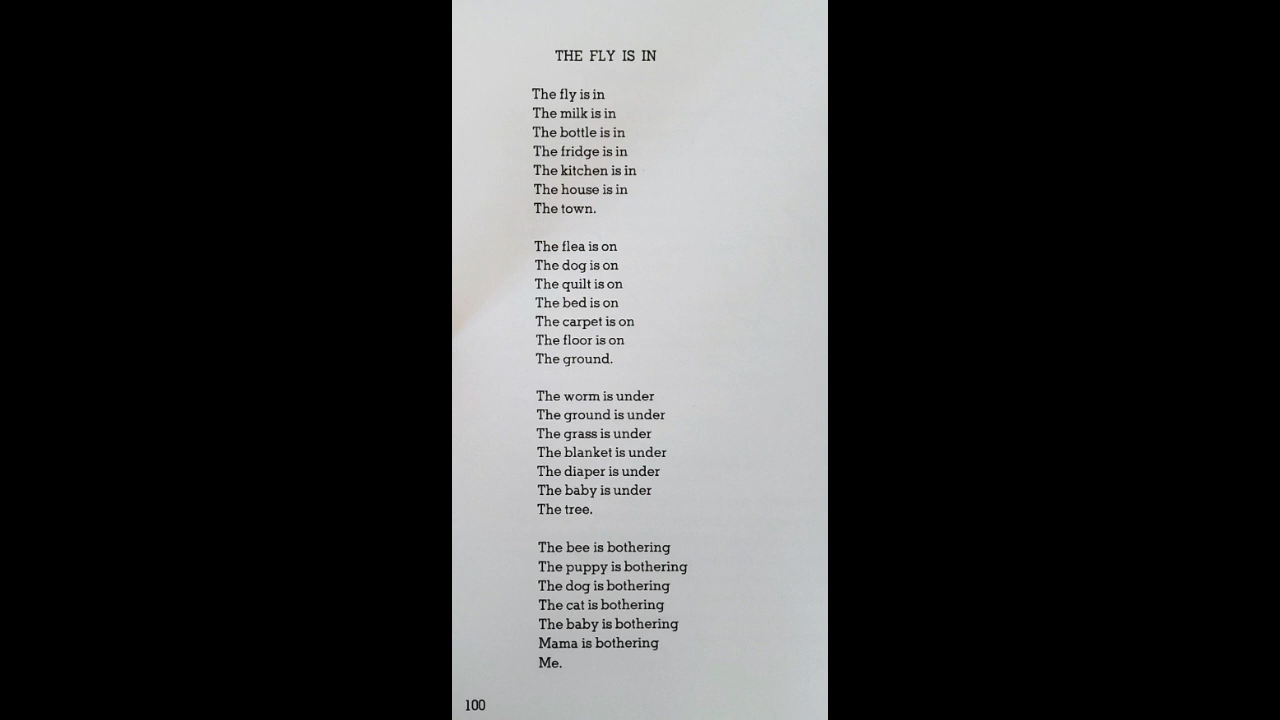 THE FLY IS IN
The fly is in
The milk is in
The bottle is in
The fridge is in
The kitchen is in
The house is in
The town.
The flea is on
The dog is on
The quilt is on
The bed is on
The carpet is on
The floor is on
The ground.
The worm is under
The ground is under
The grass is under
The blanket is under
The diaper is under
The baby is under
The tree.
The bee is bothering
The puppy is bothering
The dog is bothering
The cat is bothering
The baby is bothering
Mama is bothering
Me.
100